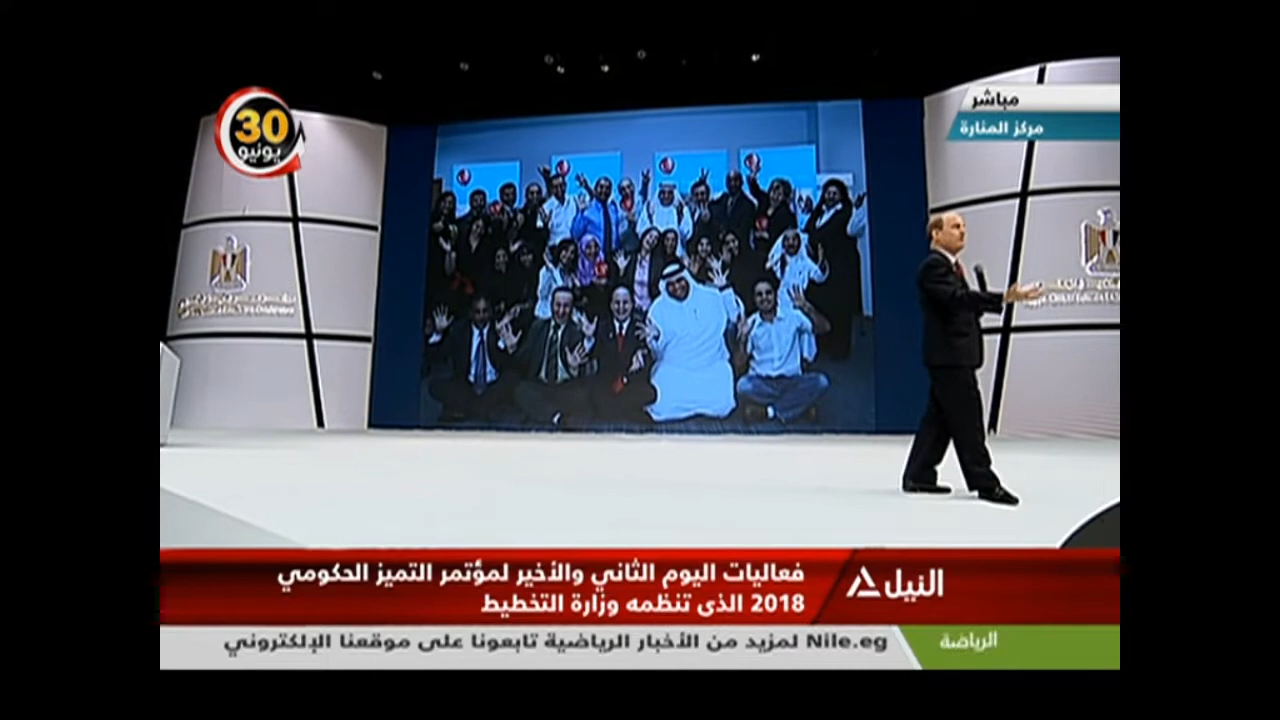 30
يونيو
مباشر
مركز المنارة
النيل
فعاليات اليوم الثاني والأخير لمؤتمر التميز الحكومي
2018 الذى تنظمه وزارة التخطيط
الرياضة
Nile.eg لمزيد من الأخبار الرياضية تابعونا على موقعنا الإلكتروني